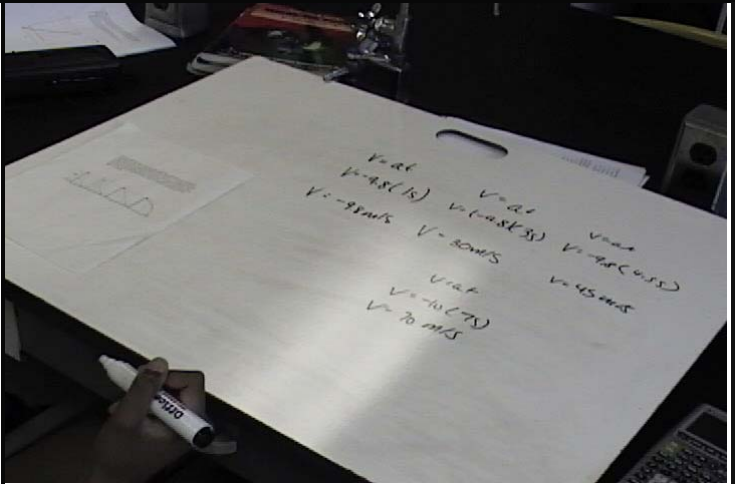 V=at
V=-9.8(1s)
V=-9.8m/s
V=at
V=(-9.8)(3s)
V=30m/s
V=at
V=-9.8(4.5s)
V=45m/s
V=at
V=-10(-7s)
V=70 m/s
Office